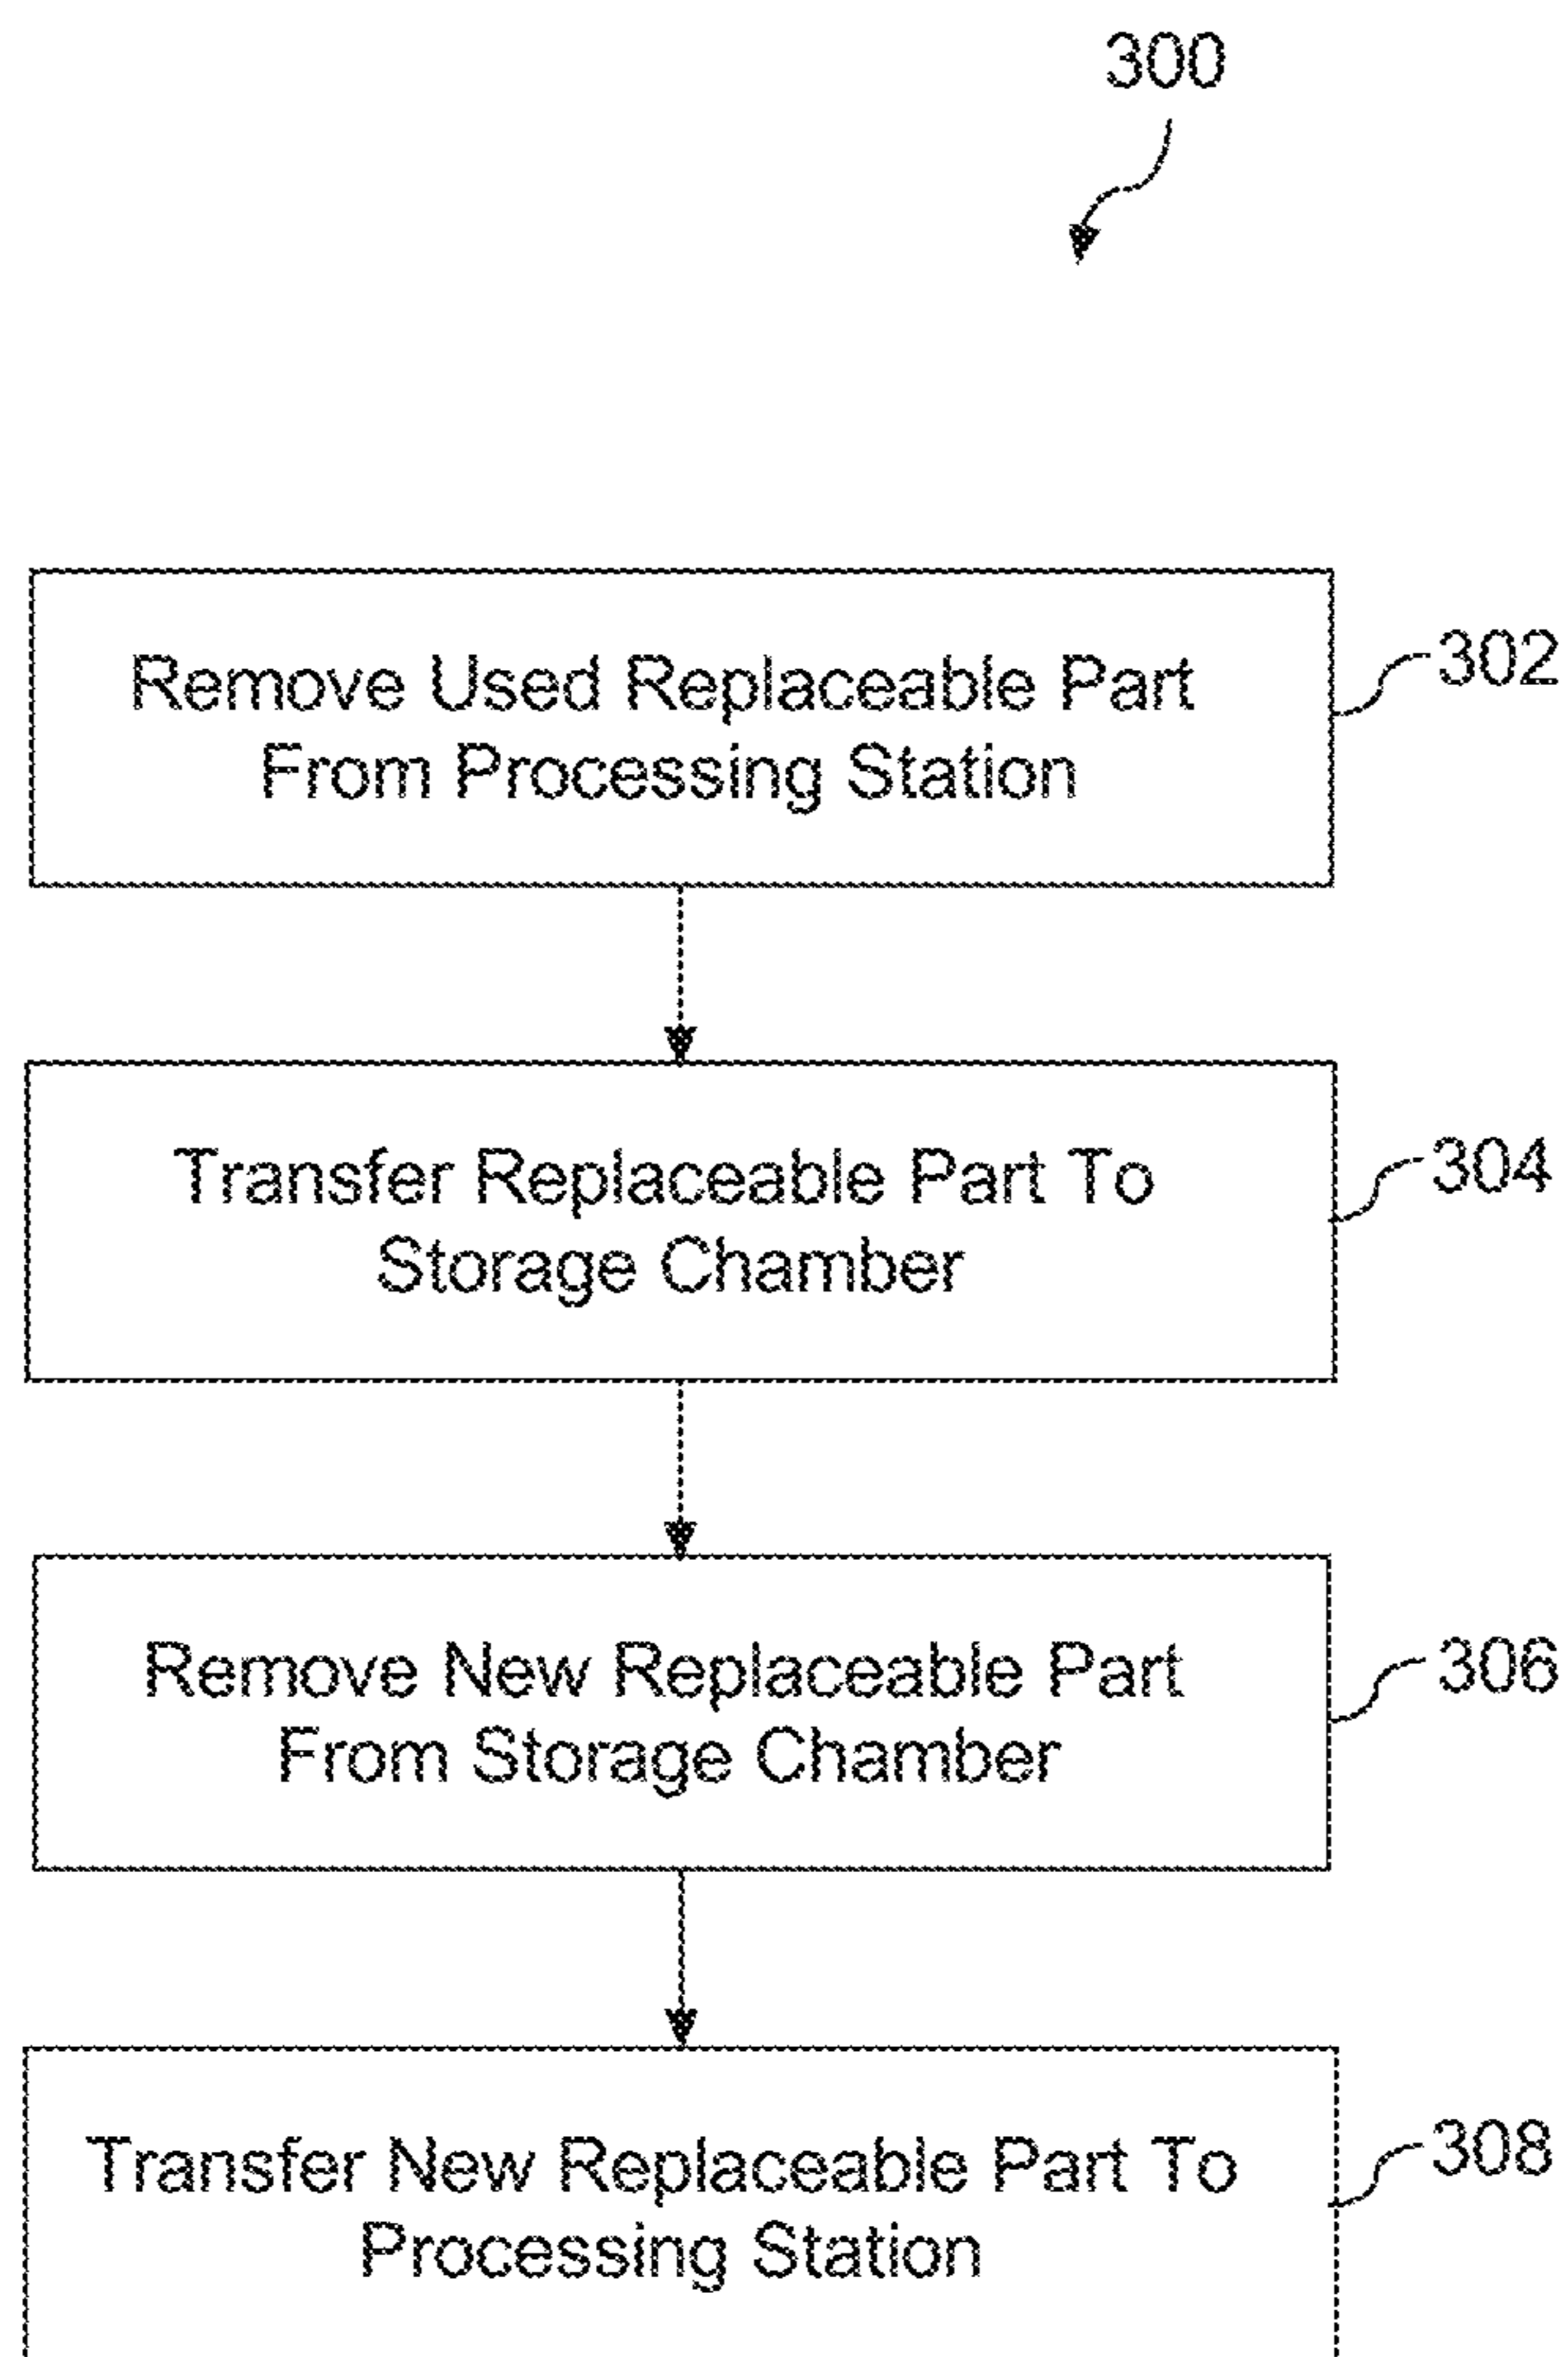 300
Remove Used Replaceable Part
From Processing Station
302
Transfer Replaceable Part To
Storage Chamber
304
Remove New Replaceable Part
From Storage Chamber
306
Transfer New Replaceable Part To
Processing Station
308